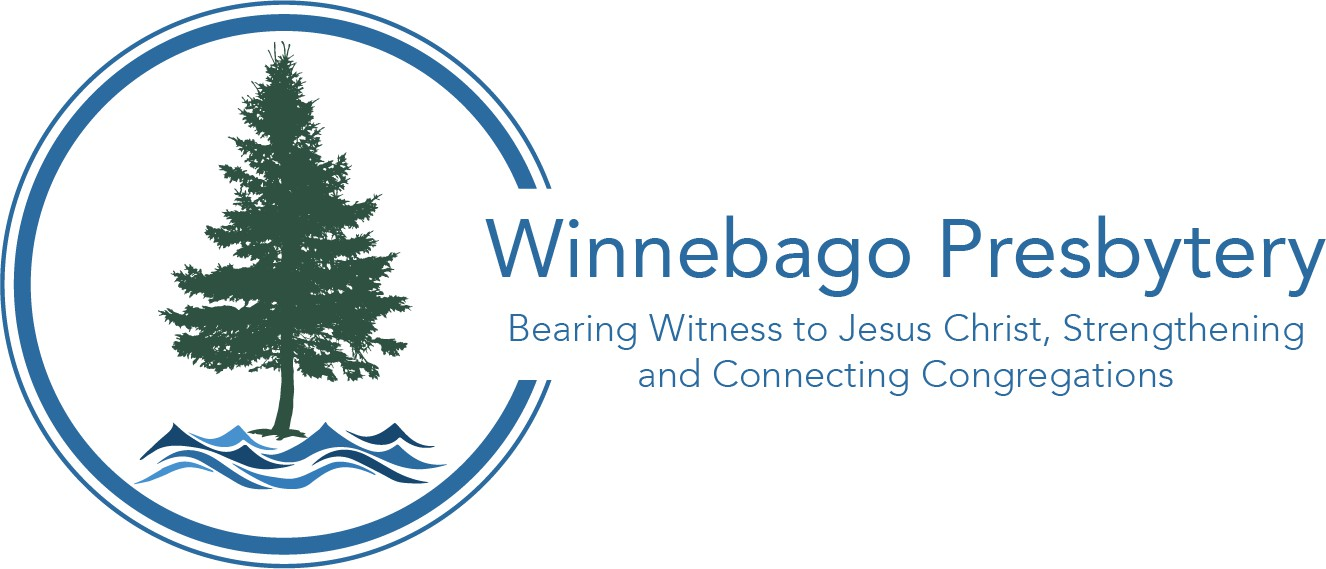 Winnebago Presbytery
Bearing Witness to Jesus Christ, Strengthening
and Connecting Congregations